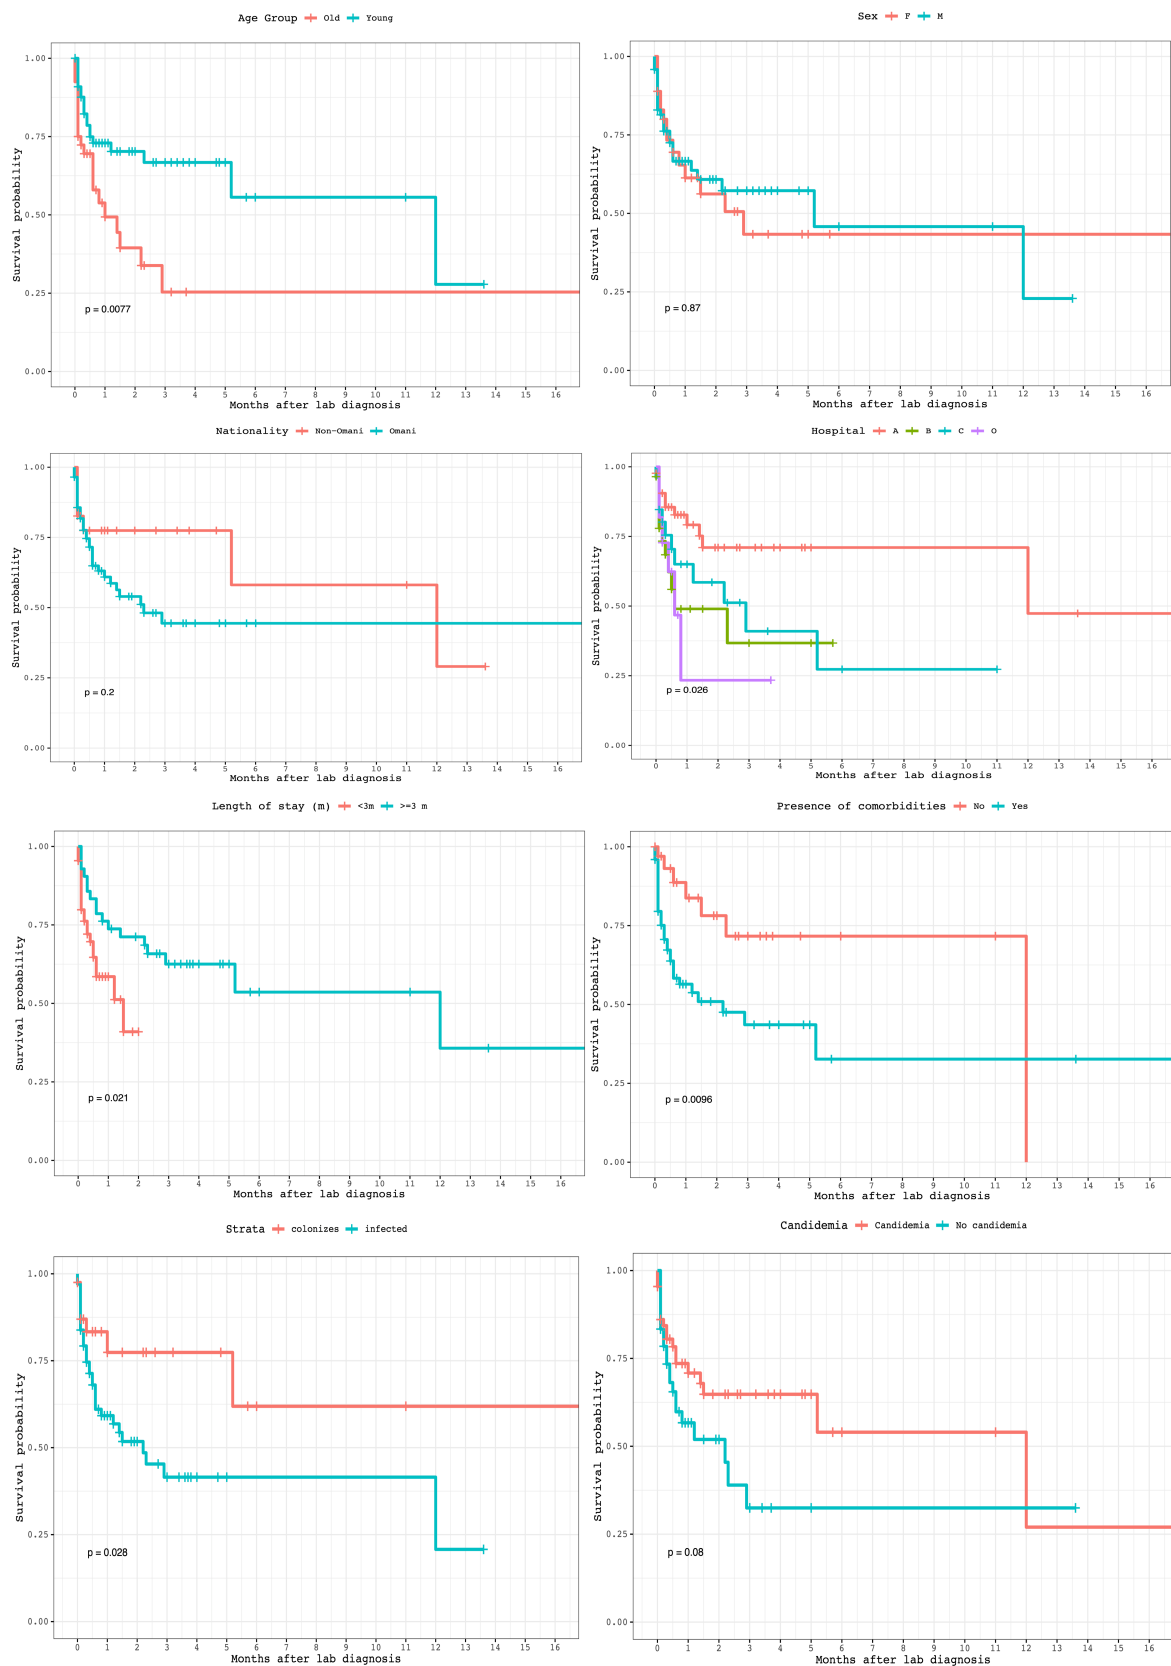 Age Group Old Young
1.00
0.75
0.50
0.25
0.00
Survival probability
p = 0.0077
0 1 2 3 4 5 6 7 8 9 10 11 12 13 14 15 16
Months after lab diagnosis
Sex F M
1.00
0.75
0.50
0.25
0.00
Survival probability
p = 0.87
0 1 2 3 4 5 6 7 8 9 10 11 12 13 14 15 16
Months after lab diagnosis
Nationality Non-Omani Omani
1.00
0.75
0.50
0.25
0.00
Survival probability
p = 0.2
0 1 2 3 4 5 6 7 8 9 10 11 12 13 14 15 16
Months after lab diagnosis
Hospital A B C O
1.00
0.75
0.50
0.25
0.00
Survival probability
p = 0.026
0 1 2 3 4 5 6 7 8 9 10 11 12 13 14 15 16
Months after lab diagnosis
Length of stay (m) <3m >=3 m
1.00
0.75
0.50
0.25
0.00
Survival probability
p = 0.021
0 1 2 3 4 5 6 7 8 9 10 11 12 13 14 15 16
Months after lab diagnosis
Presence of comorbidities No Yes
1.00
0.75
0.50
0.25
0.00
Survival probability
p = 0.0096
0 1 2 3 4 5 6 7 8 9 10 11 12 13 14 15 16
Months after lab diagnosis
Strata colonizes infected
1.00
0.75
0.50
0.25
0.00
Survival probability
p = 0.028
0 1 2 3 4 5 6 7 8 9 10 11 12 13 14 15 16
Months after lab diagnosis
Candidemia Candidemia No candidemia
1.00
0.75
0.50
0.25
0.00
Survival probability
p = 0.08
0 1 2 3 4 5 6 7 8 9 10 11 12 13 14 15 16
Months after lab diagnosis